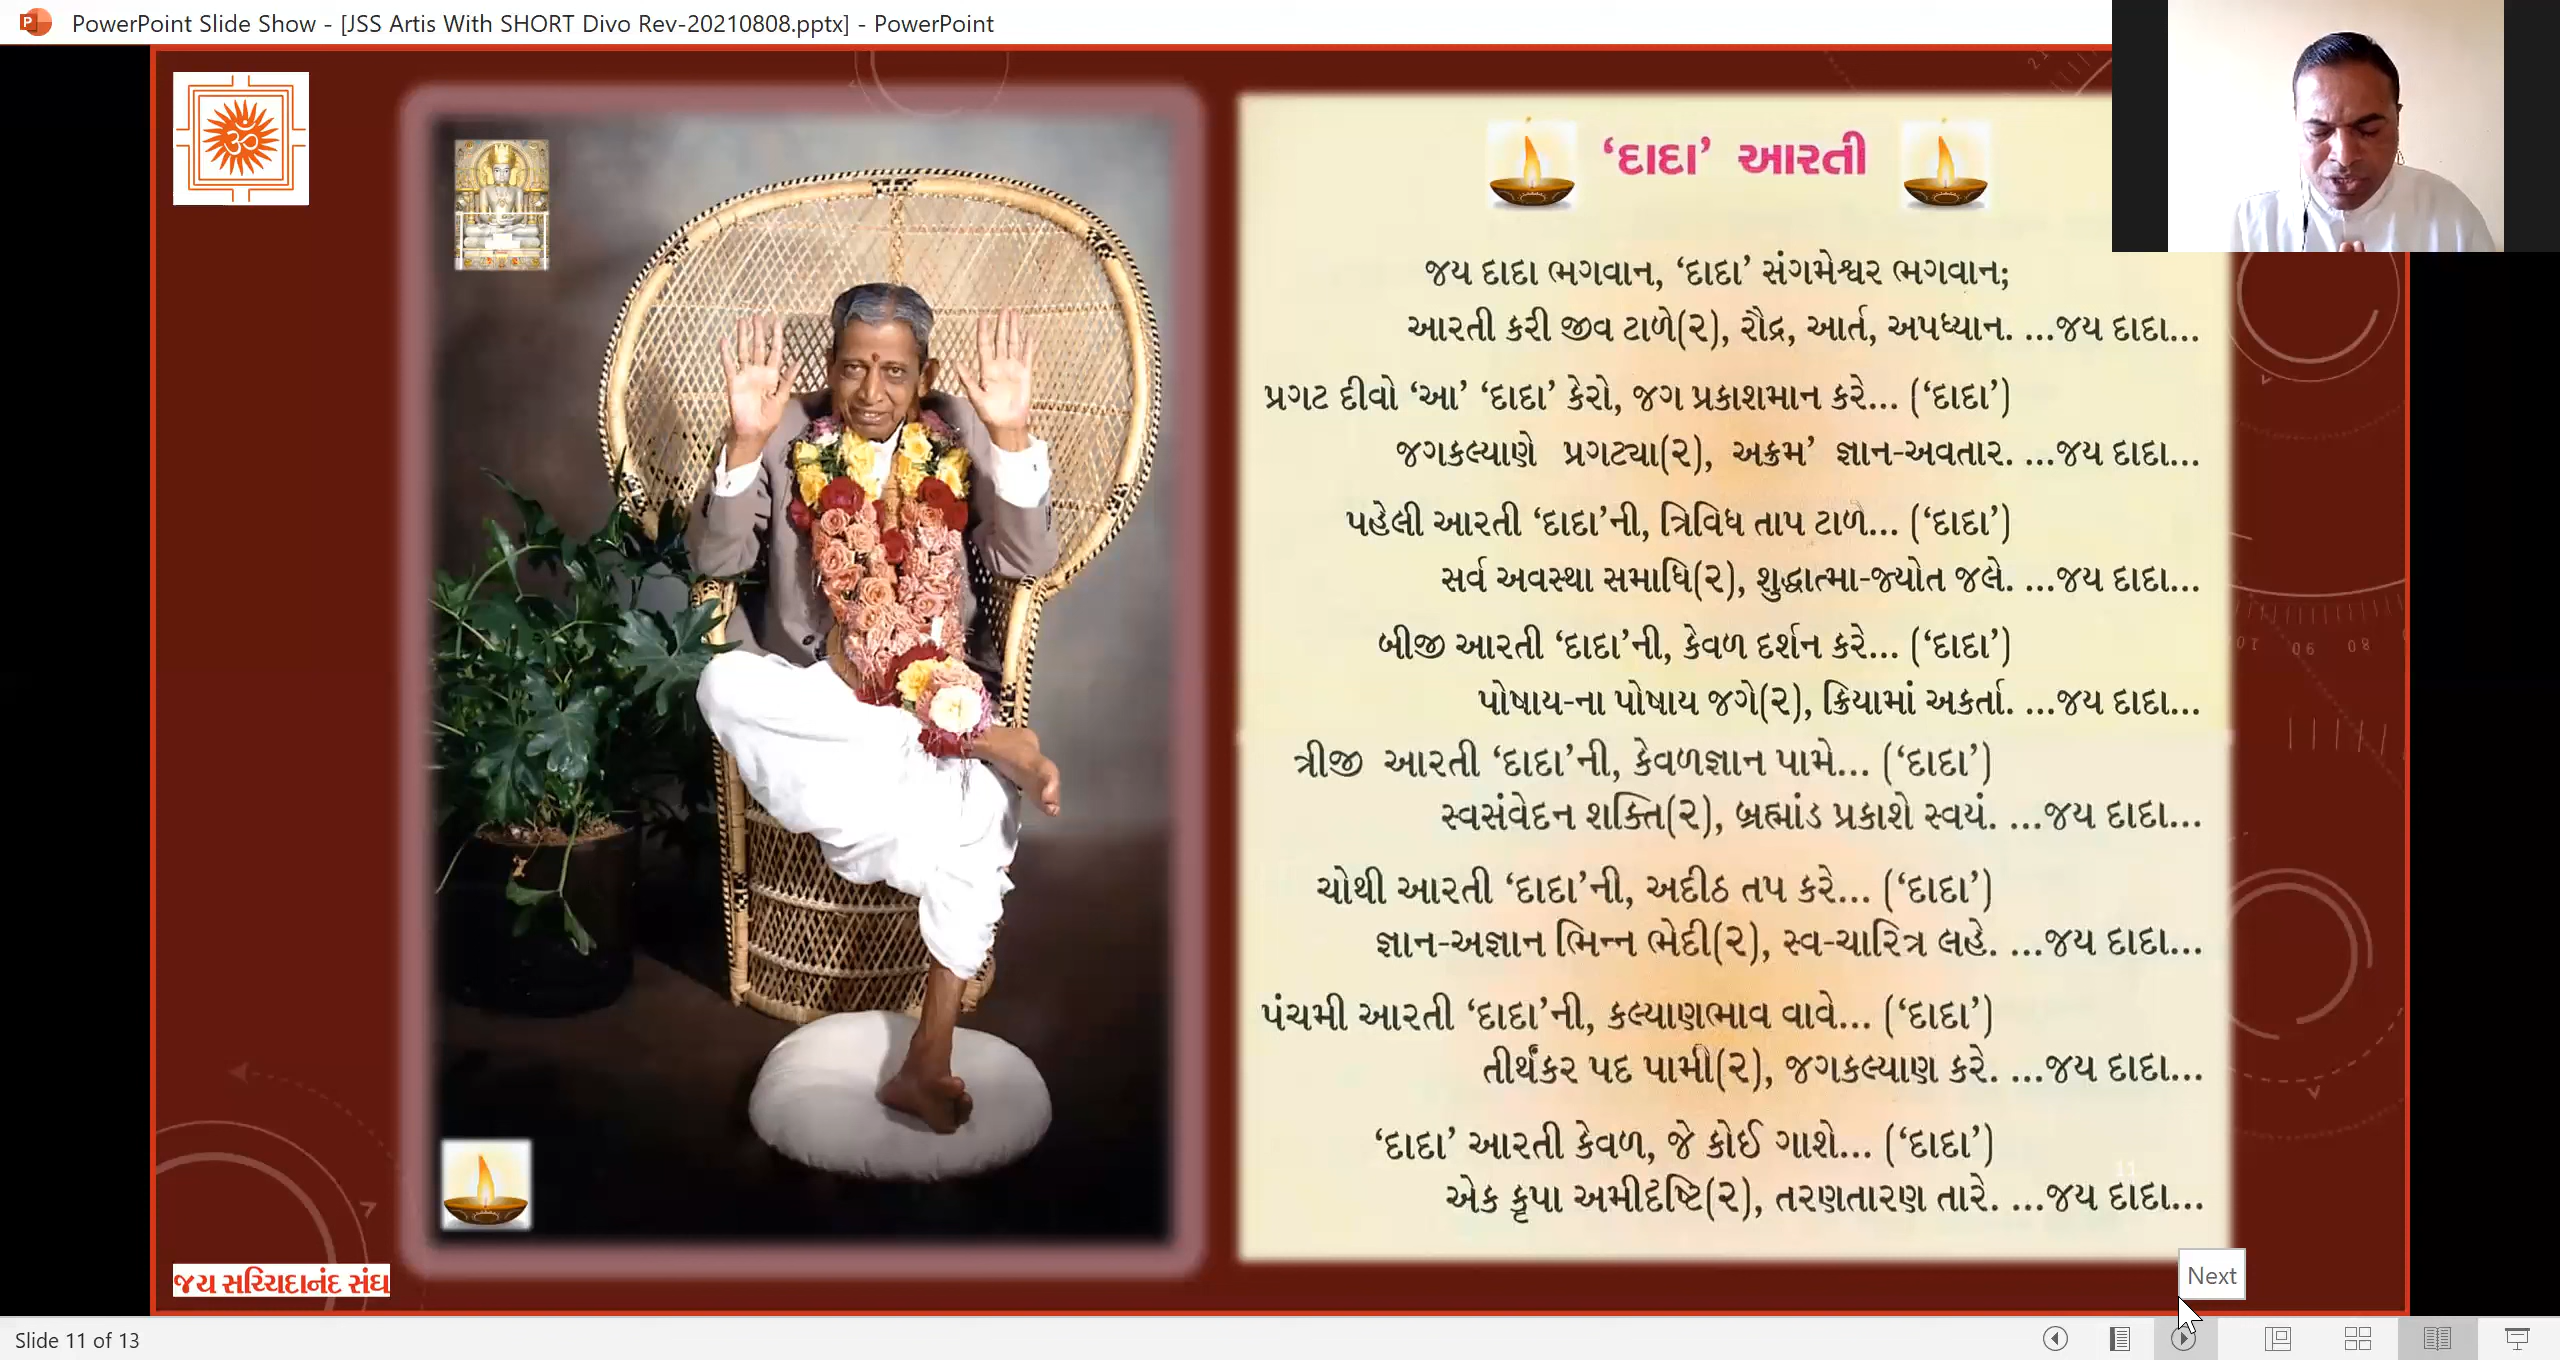 PowerPoint Slide Show - [JSS Artis With SHORT Divo Rev-20210808.pptx] - PowerPoint
‘દાદા’ આરતી
જય દાદા ભગવાન, ‘દાદા’ સંગમેશ્વર ભગવાન;
આરતી કરી જીવ ટાળે(૨), રૌદ્ર, આર્ત, અપધ્યાન. ...જય દાદા...
પ્રગટ દીવો ‘આ’ ‘દાદા’ કેરો, જગ પ્રકાશમાન કરે... (‘દાદા’)
જગકલ્યાણે પ્રગટ્યા(૨), અક્રમ’ જ્ઞાન-અવતાર. ...જય દાદા...
પહેલી આરતી ‘દાદા’ની, ત્રિવિધ તાપ ટાળે... (‘દાદા’)
સર્વ અવસ્થા સમાધિ(૨), શુદ્ધાત્મા-જ્યોત જલે. ...જય દાદા...
બીજી આરતી ‘દાદા’ની, કેવળ દર્શન કરે... (‘દાદા’)
પોષાય-ના પોષાય જગે(૨), ક્રિયામાં અકર્તા. ...જય દાદા...
ત્રીજી આરતી ‘દાદા’ની, કેવળજ્ઞાન પામે... (‘દાદા’)
સ્વસંવેદન શક્તિ(૨), બ્રહ્માંડ પ્રકાશે સ્વયં. ...જય દાદા...
ચોથી આરતી ‘દાદા’ની, અદીઠ તપ કરે... (‘દાદા’)
જ્ઞાન-અજ્ઞાન ભિન્ન ભેદી(૨), સ્વ-ચારિત્ર લહે. ...જય દાદા...
પંચમી આરતી ‘દાદા’ની, કલ્યાણભાવ વાવે... (‘દાદા’)
તીર્થંકર પદ પામી(૨), જગકલ્યાણ કરે. ...જય દાદા...
‘દાદા’ આરતી કેવળ, જે કોઈ ગાશે... (‘દાદા’)
એક કૃપા અમીદૃષ્ટિ(૨), તરણતારણ તારે. ...જય દાદા...
11
જય સચ્ચિદાનંદ સંઘ
Next
Slide 11 of 13